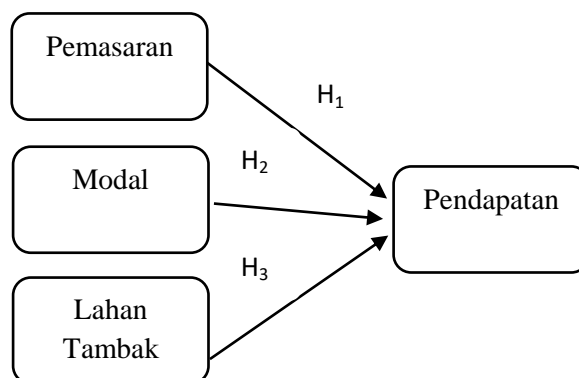 Pemasaran
H₁
Modal
H₂
Pendapatan
Lahan
Tambak
H₃